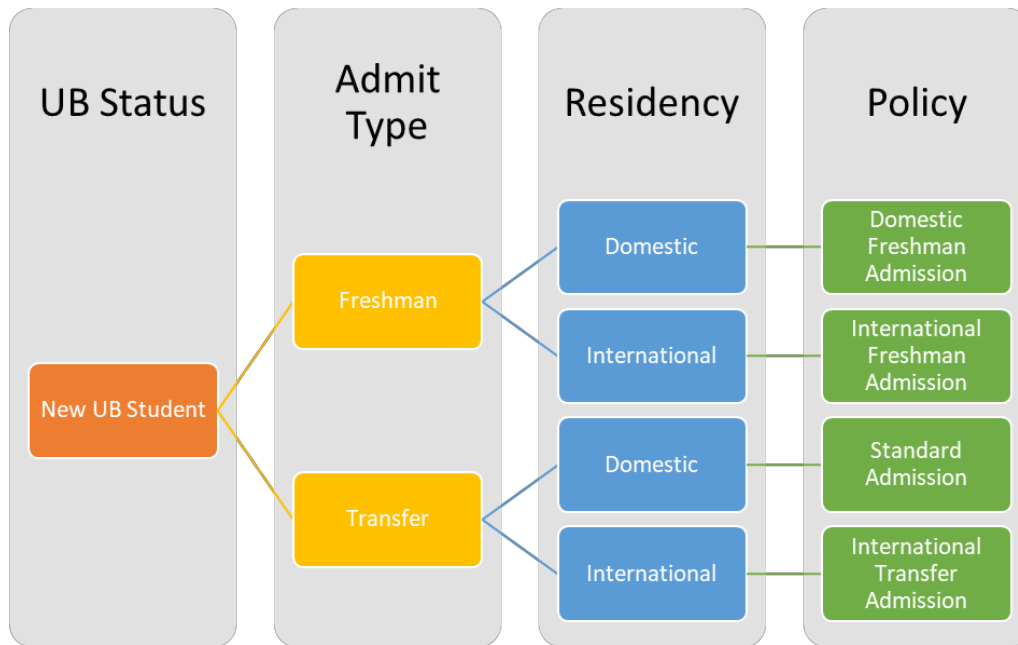 UB Status
Admit
Type
Residency
Policy
New UB Student
Freshman
Transfer
Domestic
International
Domestic
International
Domestic
Freshman
Admission
International
Freshman
Admission
Standard
Admission
International
Transfer
Admission